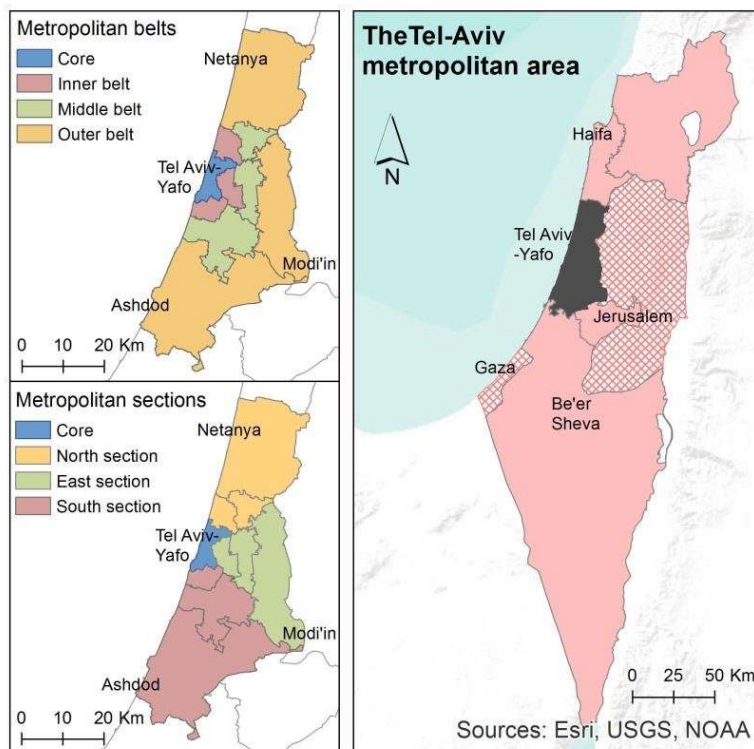 Metropolitan belts
Core
Inner belt
Middle belt
Outer belt
Netanya
Tel Aviv-
Yafo
Modi'in
Ashdod
0 10 20 Km
Metropolitan sections
Core
North section
East section
South section
Netanya
Tel Aviv-
Yafo
Modi'in
Ashdod
0 10 20 Km
TheTel-Aviv
metropolitan area
N
Haifa
Tel Aviv
-Yafo
Jerusalem
Gaza
Be'er
Sheva
0 25 50 Km
Sources: Esri, USGS, NOAA